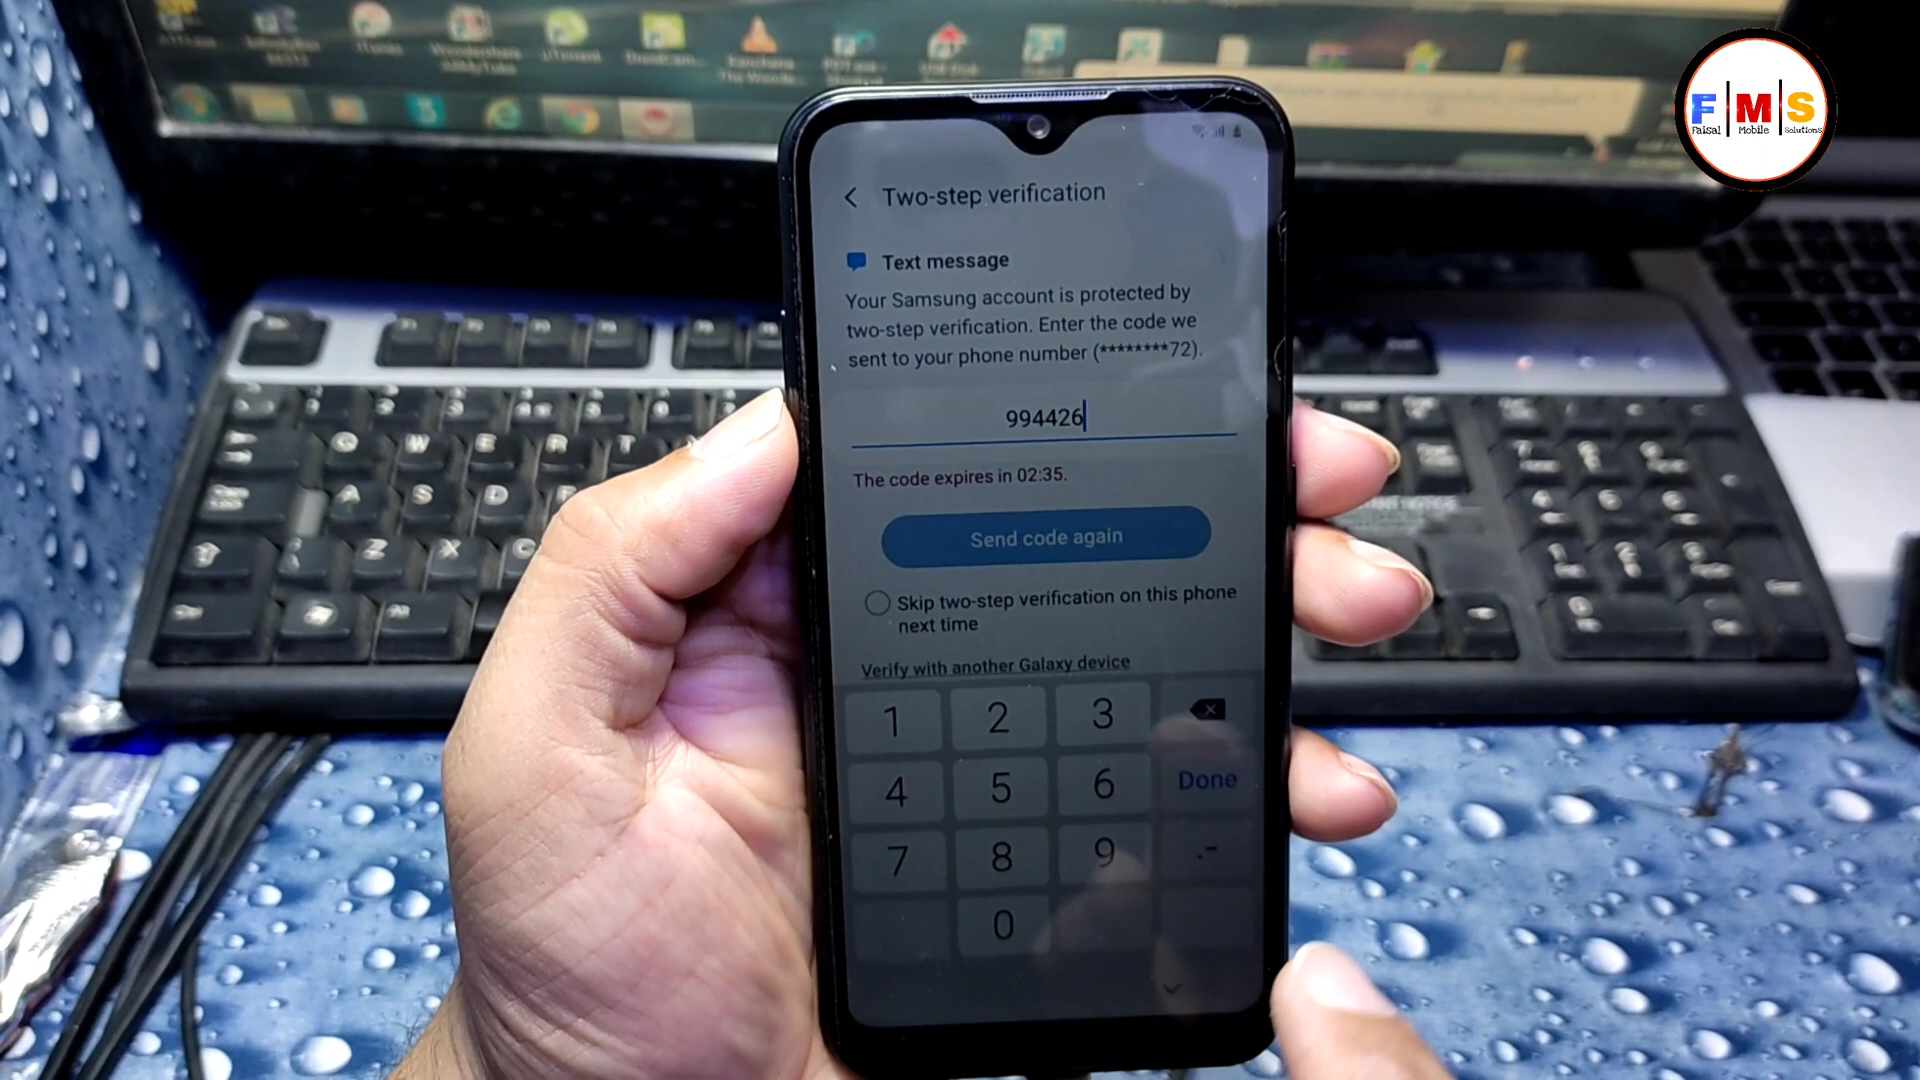 F|M|S
Faisal Mobile Solutions
Two-step verification
Text message
Your Samsung account is protected by
two-step verification. Enter the code we
sent to your phone number (********72).
994426
The code expires in 02:35.
Send code again
Skip two-step verification on this phone
next time
Verify with another Galaxy device
1 2 3
4 5 6 Done
7 8 9 .-
0
iTunes
uTorrent
Q W E R T
A S D
Z X C